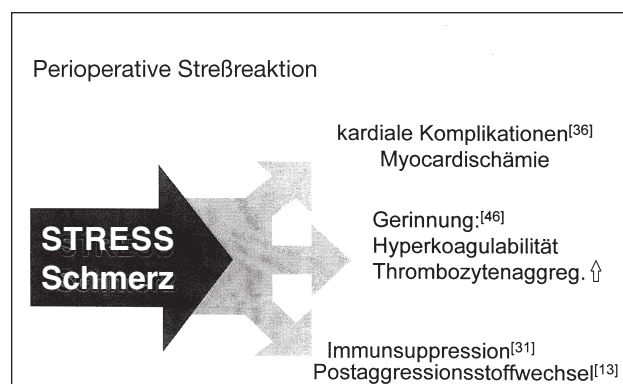 Perioperative Streßreaktion
kardiale Komplikationen[36]
Myocardischämie
STRESS
Schmerz
Gerinnung:[46]
Hyperkoagulabilität
Thrombozytenaggreg. ⇧
Immunsuppression[31]
Postaggressionsstoffwechsel[13]